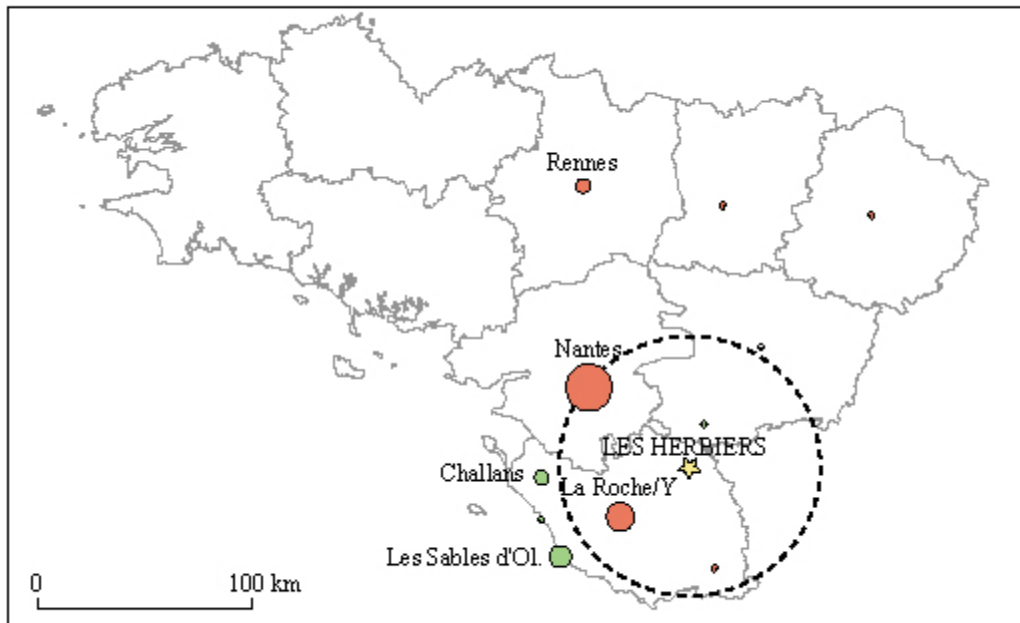 Rennes
Nantes
LES HERBIERS
Challans
La Roche/Y
Les Sables d'Ol.
0 100 km